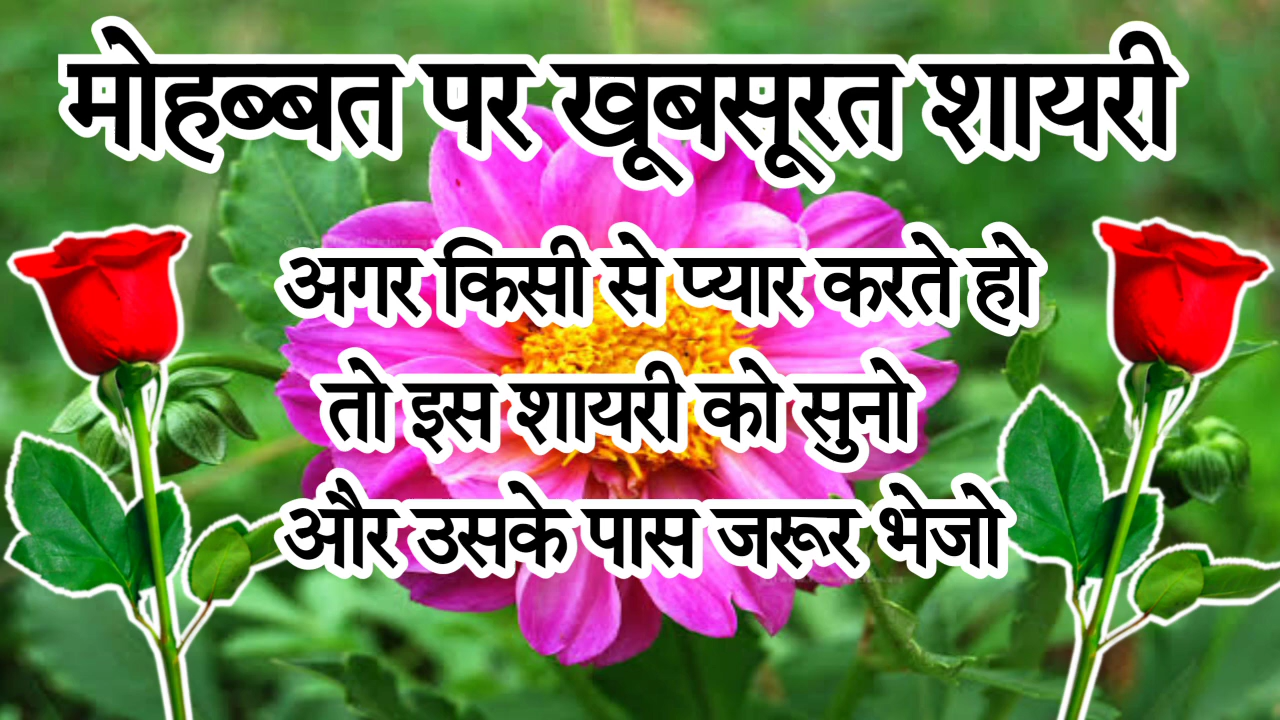 मोहब्बत पर खूबसूरत शायरी
अगर किसी से प्यार करते हो
तो इस शायरी को सुनो
और उसके पास जरूर भेजो